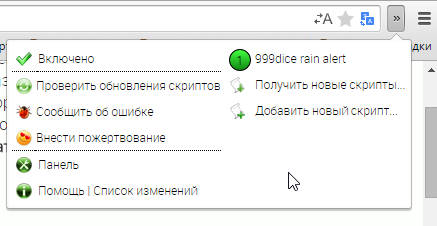 Включено
Проверить обновления скриптов
Сообщить об ошибке
Внести пожертвование
Панель
Помощь | Список изменений
1
999dice rain alert
Получить новые скрипты...
Добавить новый скрипт...